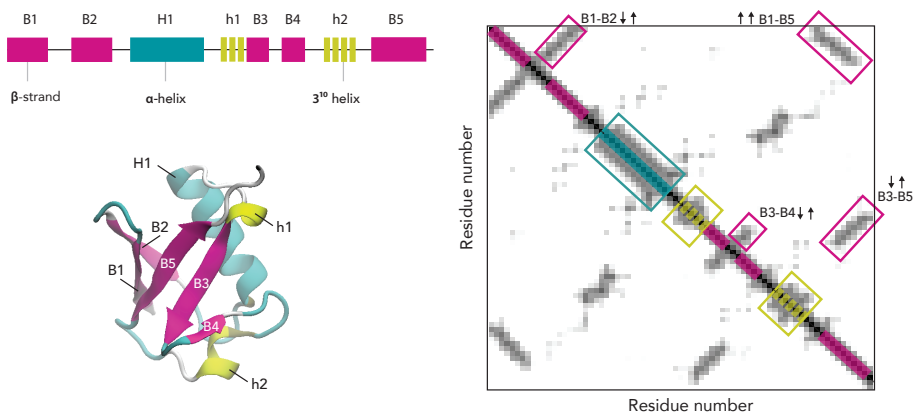 B1 B2 H1 h1 B3 B4 h2 B5
β-strand α-helix 3¹⁰ helix
H1
h1
B2
B1
B5
B3
B4
h2
B1-B2 ↓↑
↑↑ B1-B5
B3-B4 ↓↑
↓↑
B3-B5
Residue number
Residue number